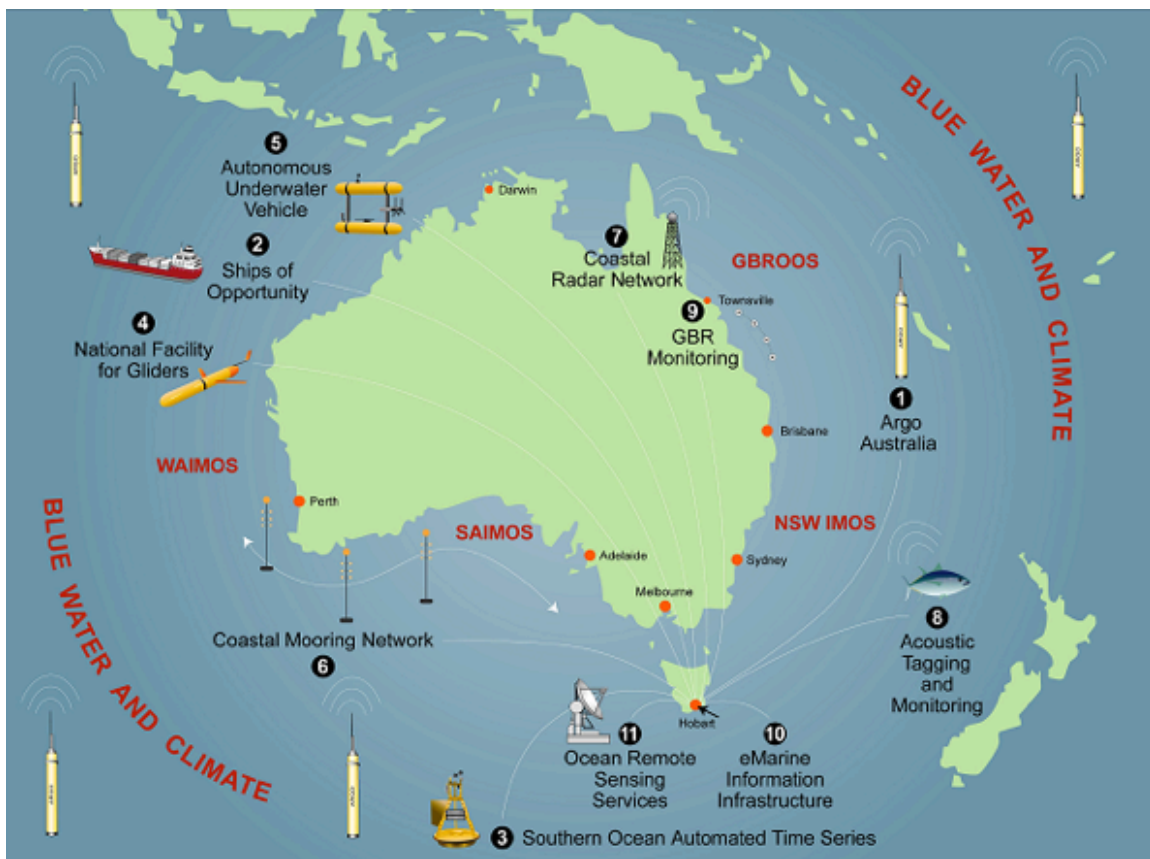 5
Autonomous
Underwater
Vehicle
Darwin
BLUE WATER AND CLIMATE
2
Ships of
Opportunity
7
Coastal
Radar Network
GBROOS
Townsville
4
National Facility
for Gliders
9
GBR
Monitoring
1
Argo
Australia
Brisbane
WAIMOS
Perth
SAIMOS
NSW IMOS
Adelaide
Sydney
Melbourne
BLUE WATER AND CLIMATE
Coastal Mooring Network
6
8
Acoustic
Tagging
and
Monitoring
Hobart
11
Ocean Remote
Sensing
Services
10
eMarine
Information
Infrastructure
3 Southern Ocean Automated Time Series